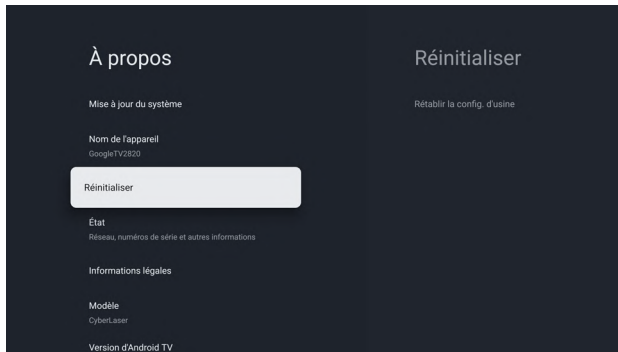 À propos
Mise à jour du système
Nom de l'appareil
GoogleTV2820
Réinitialiser
État
Réseau, numéros de série et autres informations
Informations légales
Modèle
CyberLaser
Version d'Android TV
Réinitialiser
Rétablir la config. d'usine